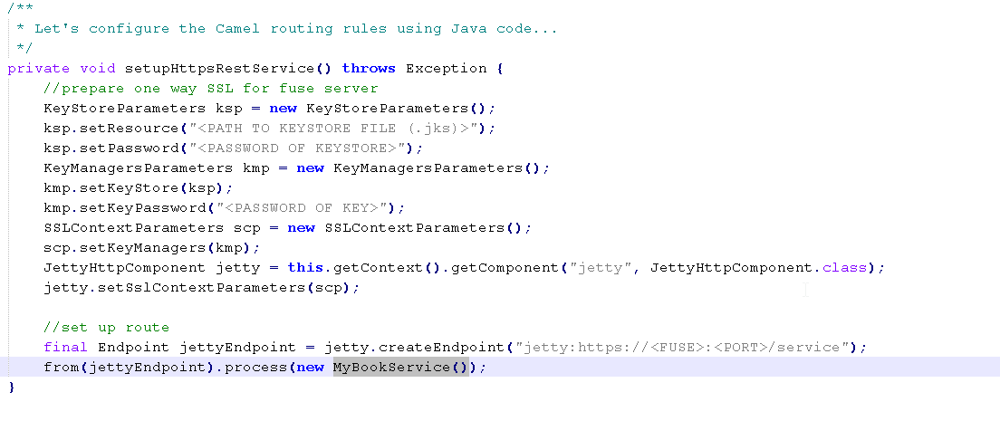 /**
 * Let's configure the Camel routing rules using Java code...
 */
private void setupHttpsRestService() throws Exception {
    //prepare one way SSL for fuse server
    KeyStoreParameters ksp = new KeyStoreParameters();
    ksp.setResource("<PATH TO KEYSTORE FILE (.jks)>");
    ksp.setPassword("<PASSWORD OF KEYSTORE>");
    KeyManagersParameters kmp = new KeyManagersParameters();
    kmp.setKeyStore(ksp);
    kmp.setKeyPassword("<PASSWORD OF KEY>");
    SSLContextParameters scp = new SSLContextParameters();
    scp.setKeyManagers(kmp);
    JettyHttpComponent jetty = this.getContext().getComponent("jetty", JettyHttpComponent.class);
    jetty.setSslContextParameters(scp);

    //set up route
    final Endpoint jettyEndpoint = jetty.createEndpoint("jetty:https://<FUSE>:<PORT>/service");
    from(jettyEndpoint).process(new MyBookService());
}